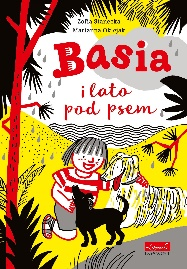 Zofia Stanecka
Marianna Oklejak
Basia
i lato
pod psem